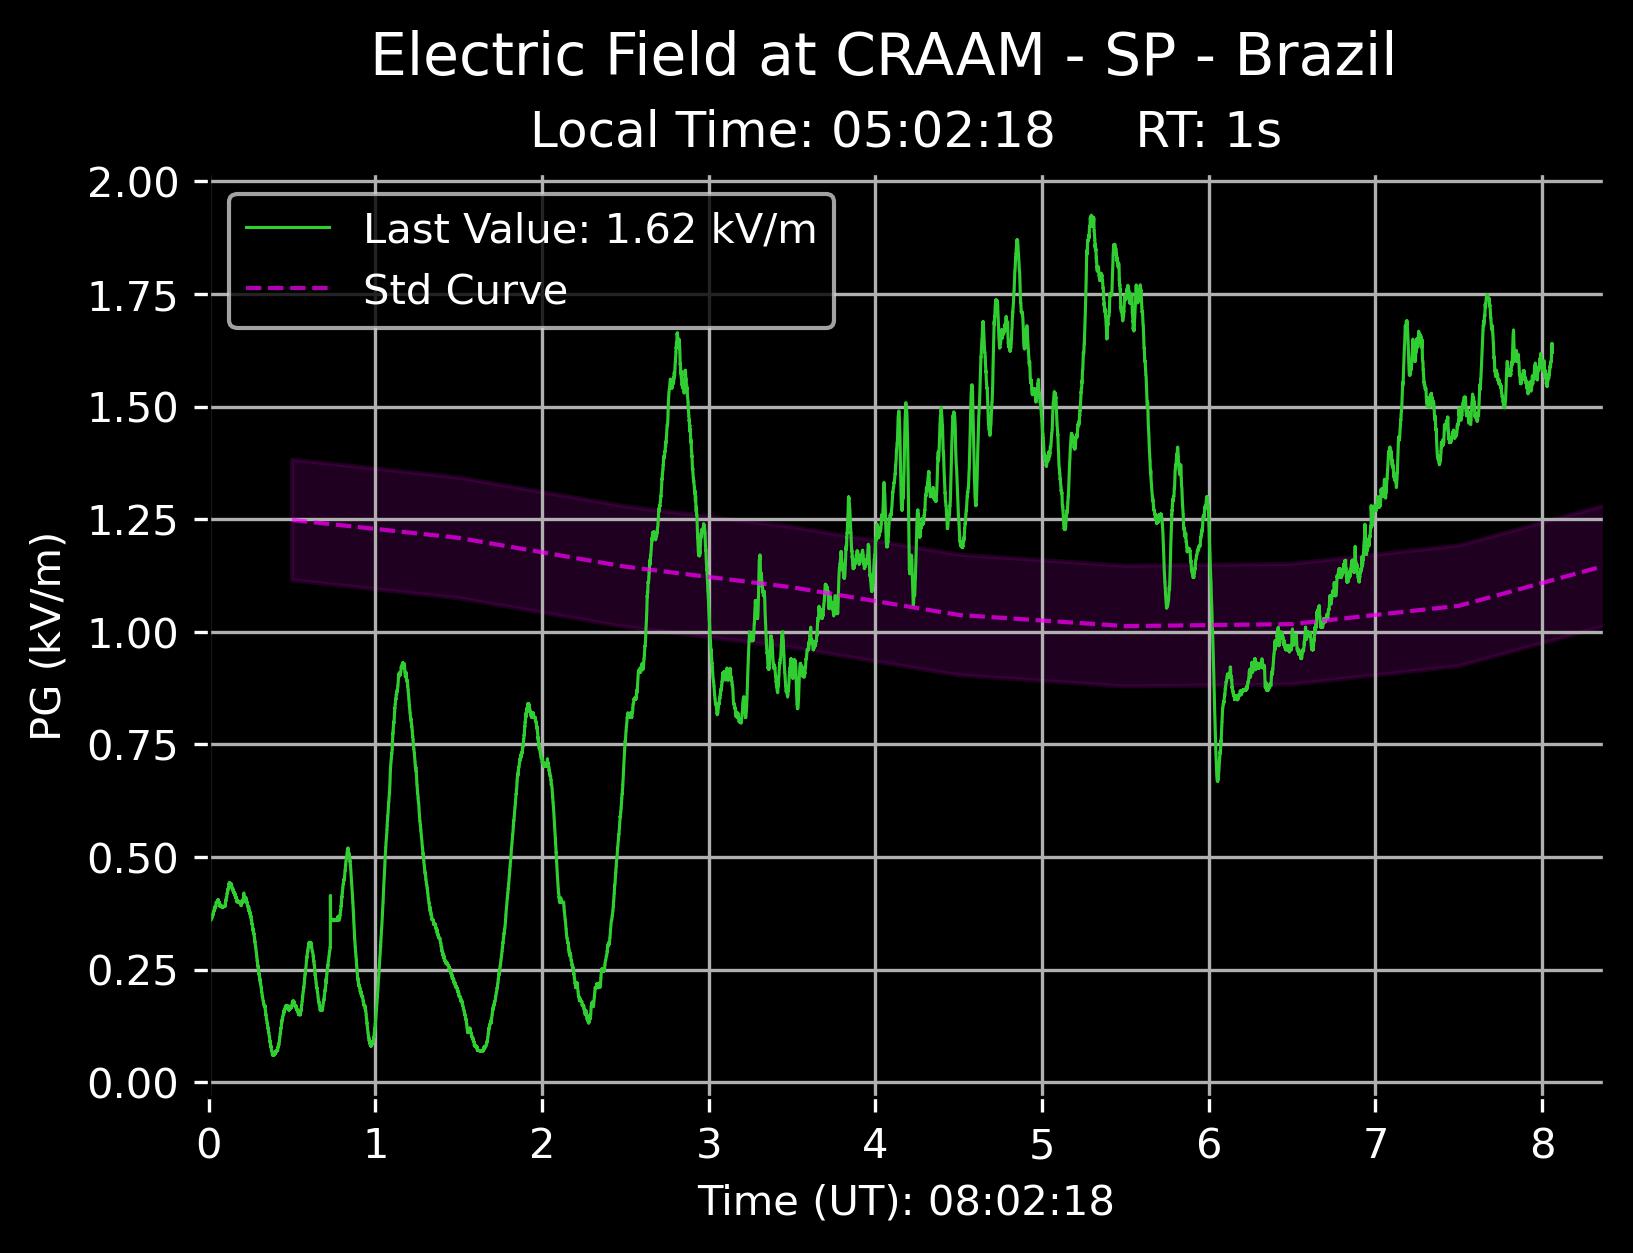 Electric Field at CRAAM - SP - Brazil
Local Time: 05:02:18 RT: 1s
Last Value: 1.62 kV/m
Std Curve
PG (kV/m)
2.00
1.75
1.50
1.25
1.00
0.75
0.50
0.25
0.00
0 1 2 3 4 5 6 7 8
Time (UT): 08:02:18